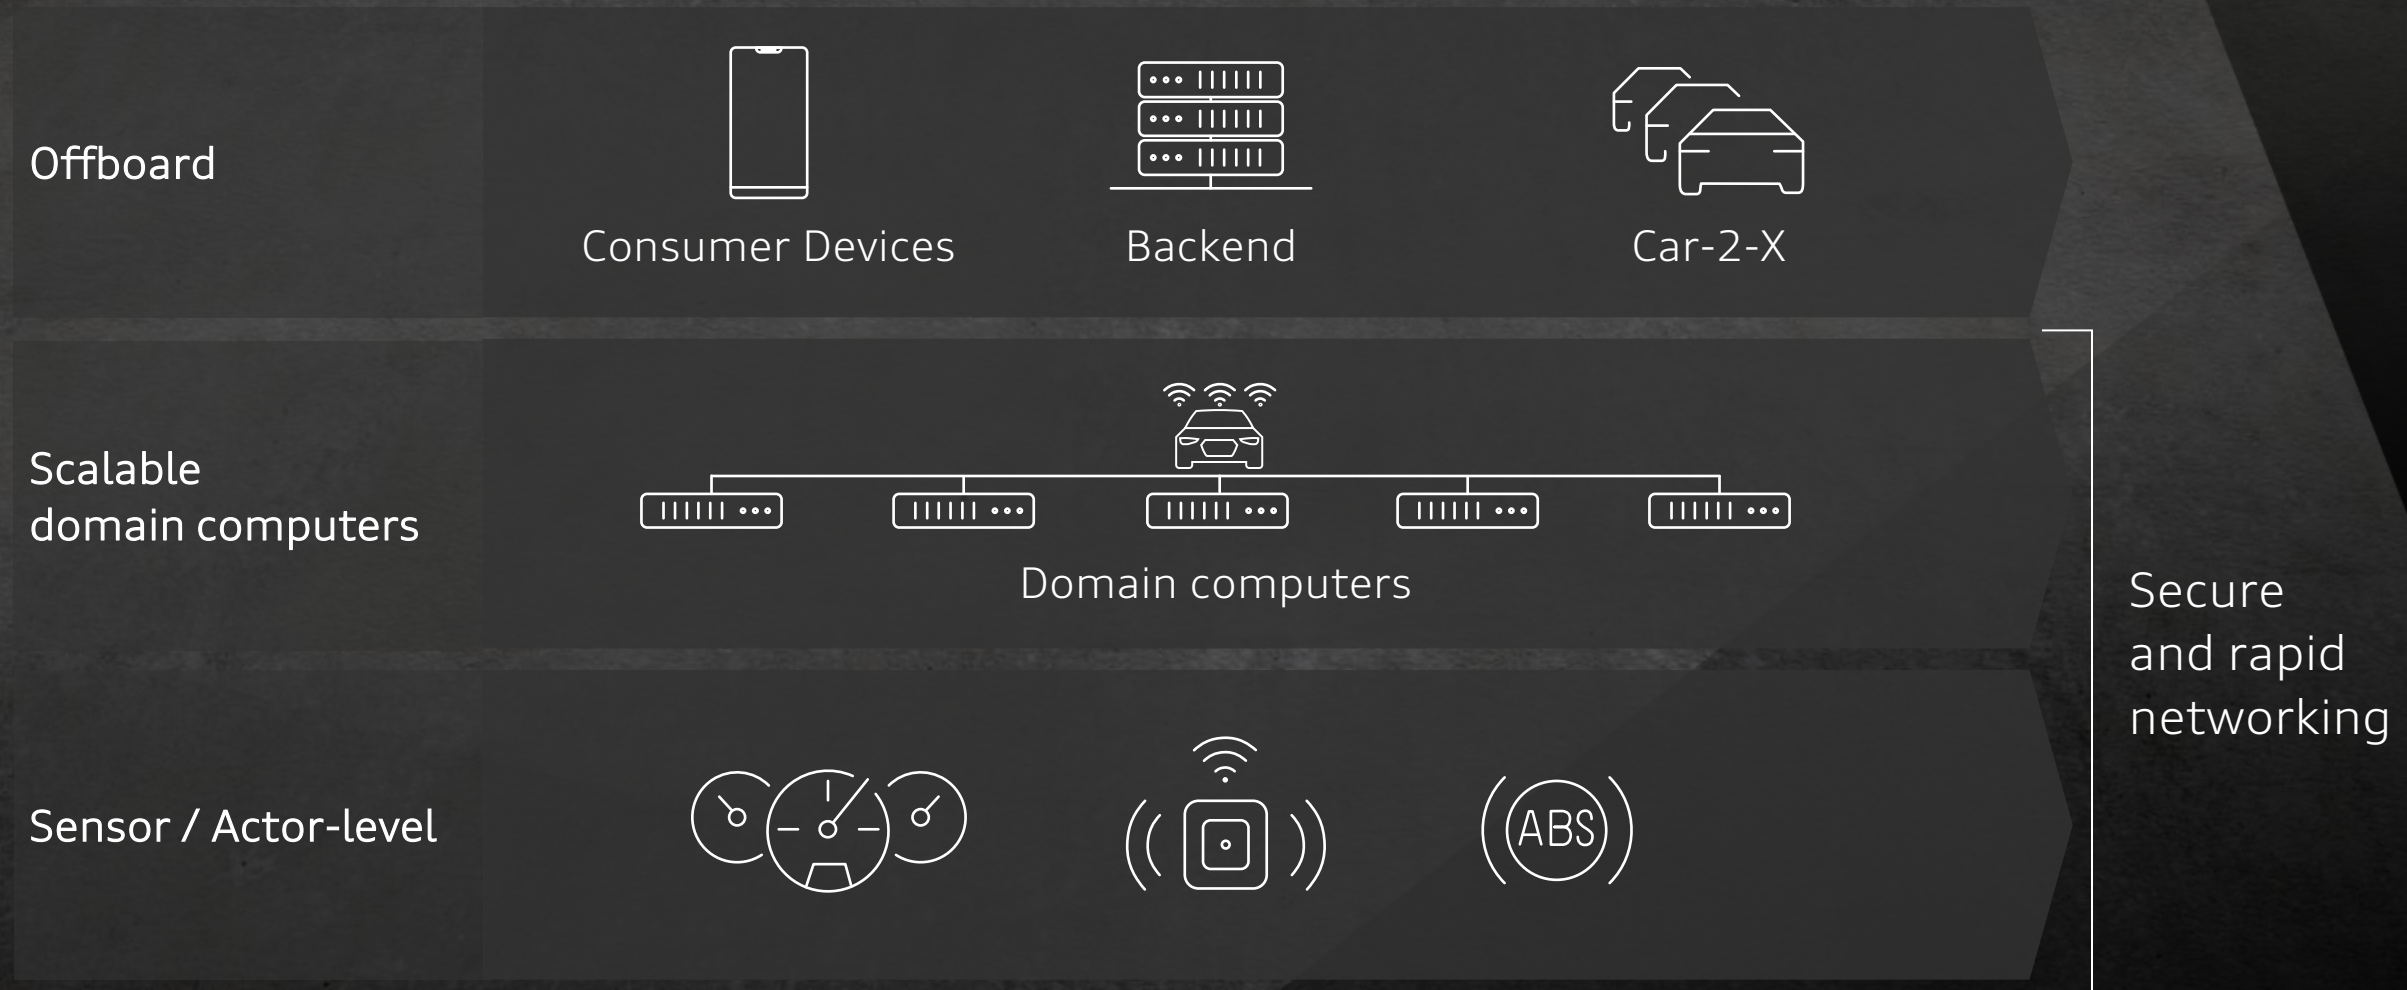 Offboard
Consumer Devices
Backend
Car-2-X
Scalable
domain computers
Domain computers
Secure
and rapid
networking
Sensor / Actor-level
ABS